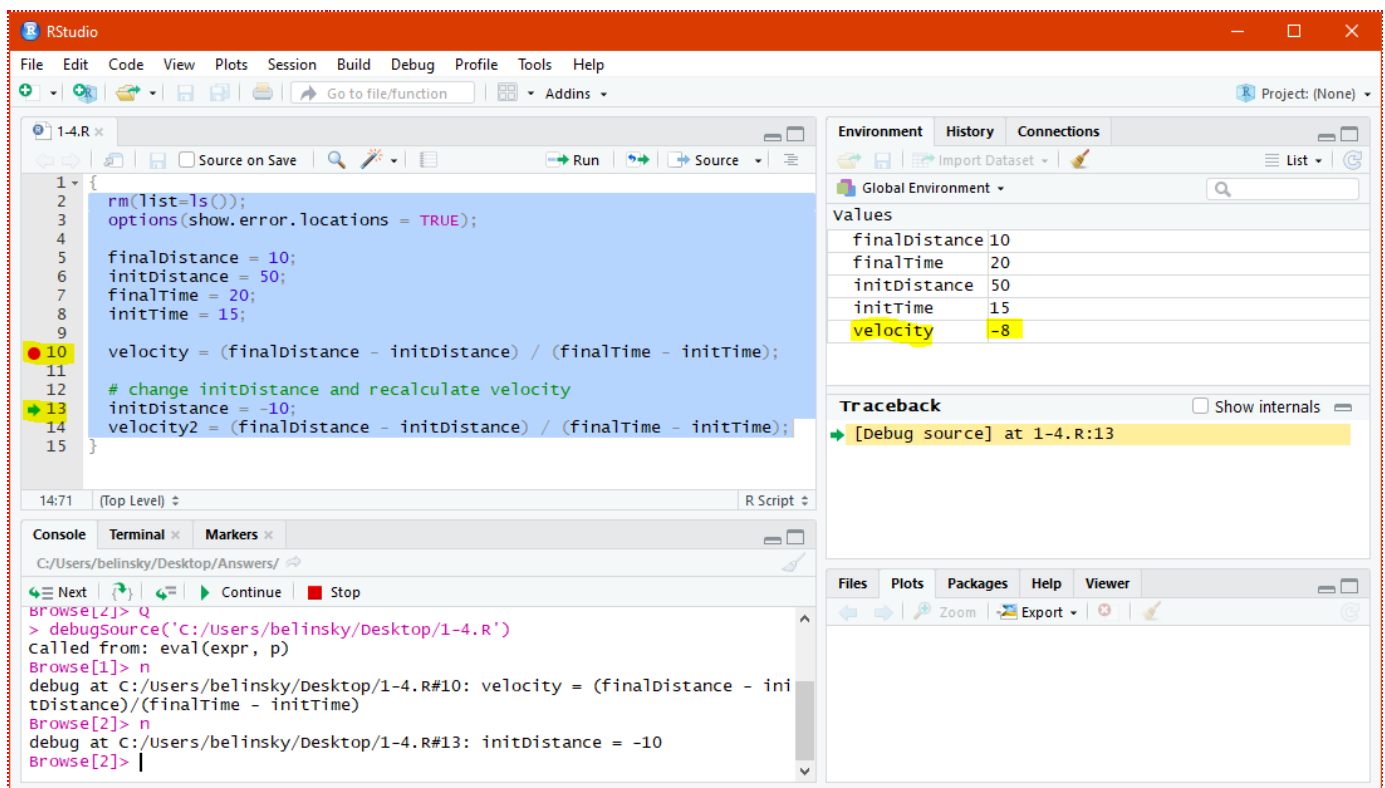 RStudio
File Edit Code View Plots Session Build Debug Profile Tools Help
Go to file/function Addins Project: (None)
1-4.R
Source on Save Run Source
1 {
2 rm(list=ls());
3 options(show.error.locations = TRUE);
4
5 finalDistance = 10;
6 initDistance = 50;
7 finalTime = 20;
8 initTime = 15;
9
10 velocity = (finalDistance - initDistance) / (finalTime - initTime);
11
12 # change initDistance and recalculate velocity
13 initDistance = -10;
14 velocity2 = (finalDistance - initDistance) / (finalTime - initTime);
15 }
14:71 (Top Level) R Script
Console Terminal Markers
C:/Users/belinsky/Desktop/Answers/
Next Continue Stop
Browse[2]> Q
> debugSource('C:/Users/belinsky/Desktop/1-4.R')
Called from: eval(expr, p)
Browse[1]> n
debug at C:/Users/belinsky/Desktop/1-4.R#10: velocity = (finalDistance - ini
tDistance)/(finalTime - initTime)
Browse[2]> n
debug at C:/Users/belinsky/Desktop/1-4.R#13: initDistance = -10
Browse[2]>
Environment History Connections
Import Dataset List
Global Environment
Values
finalDistance 10
finalTime 20
initDistance 50
initTime 15
velocity -8
Traceback Show internals
[Debug source] at 1-4.R:13
Files Plots Packages Help Viewer
Zoom Export